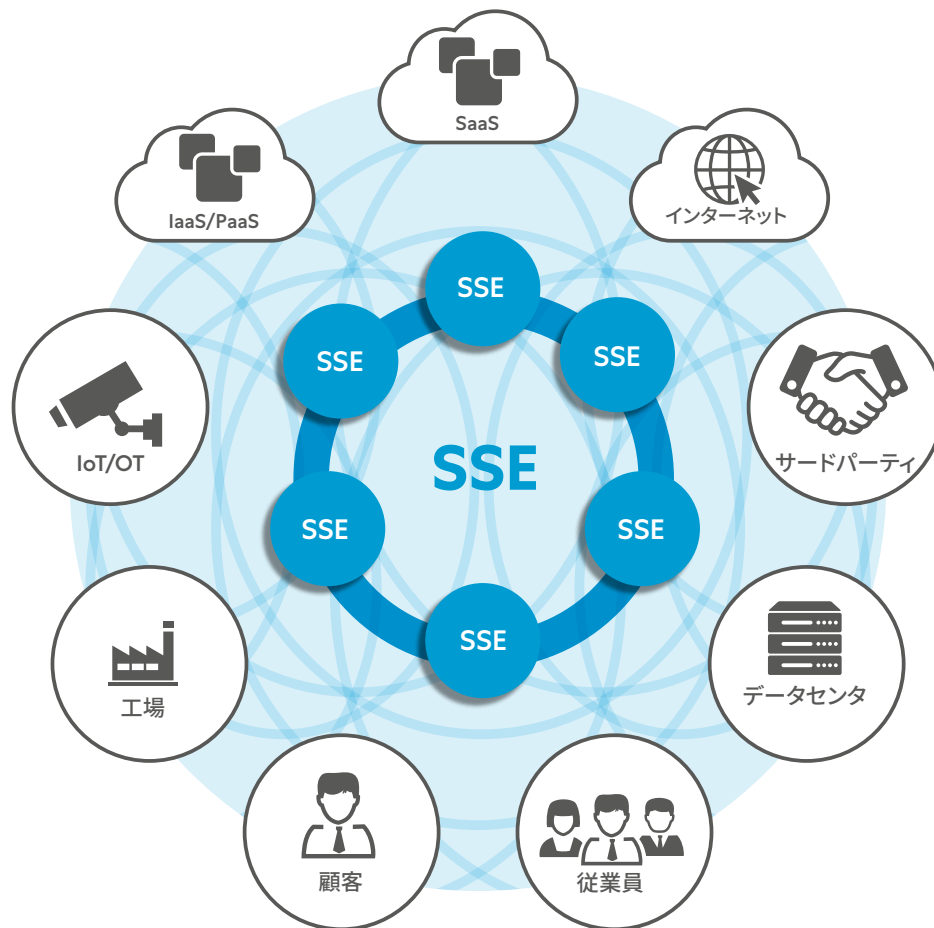 SaaS
IaaS/PaaS
インターネット
SSE
SSE
SSE
IoT/OT
サードパーティ
SSE
SSE
SSE
SSE
工場
データセンタ
顧客
従業員